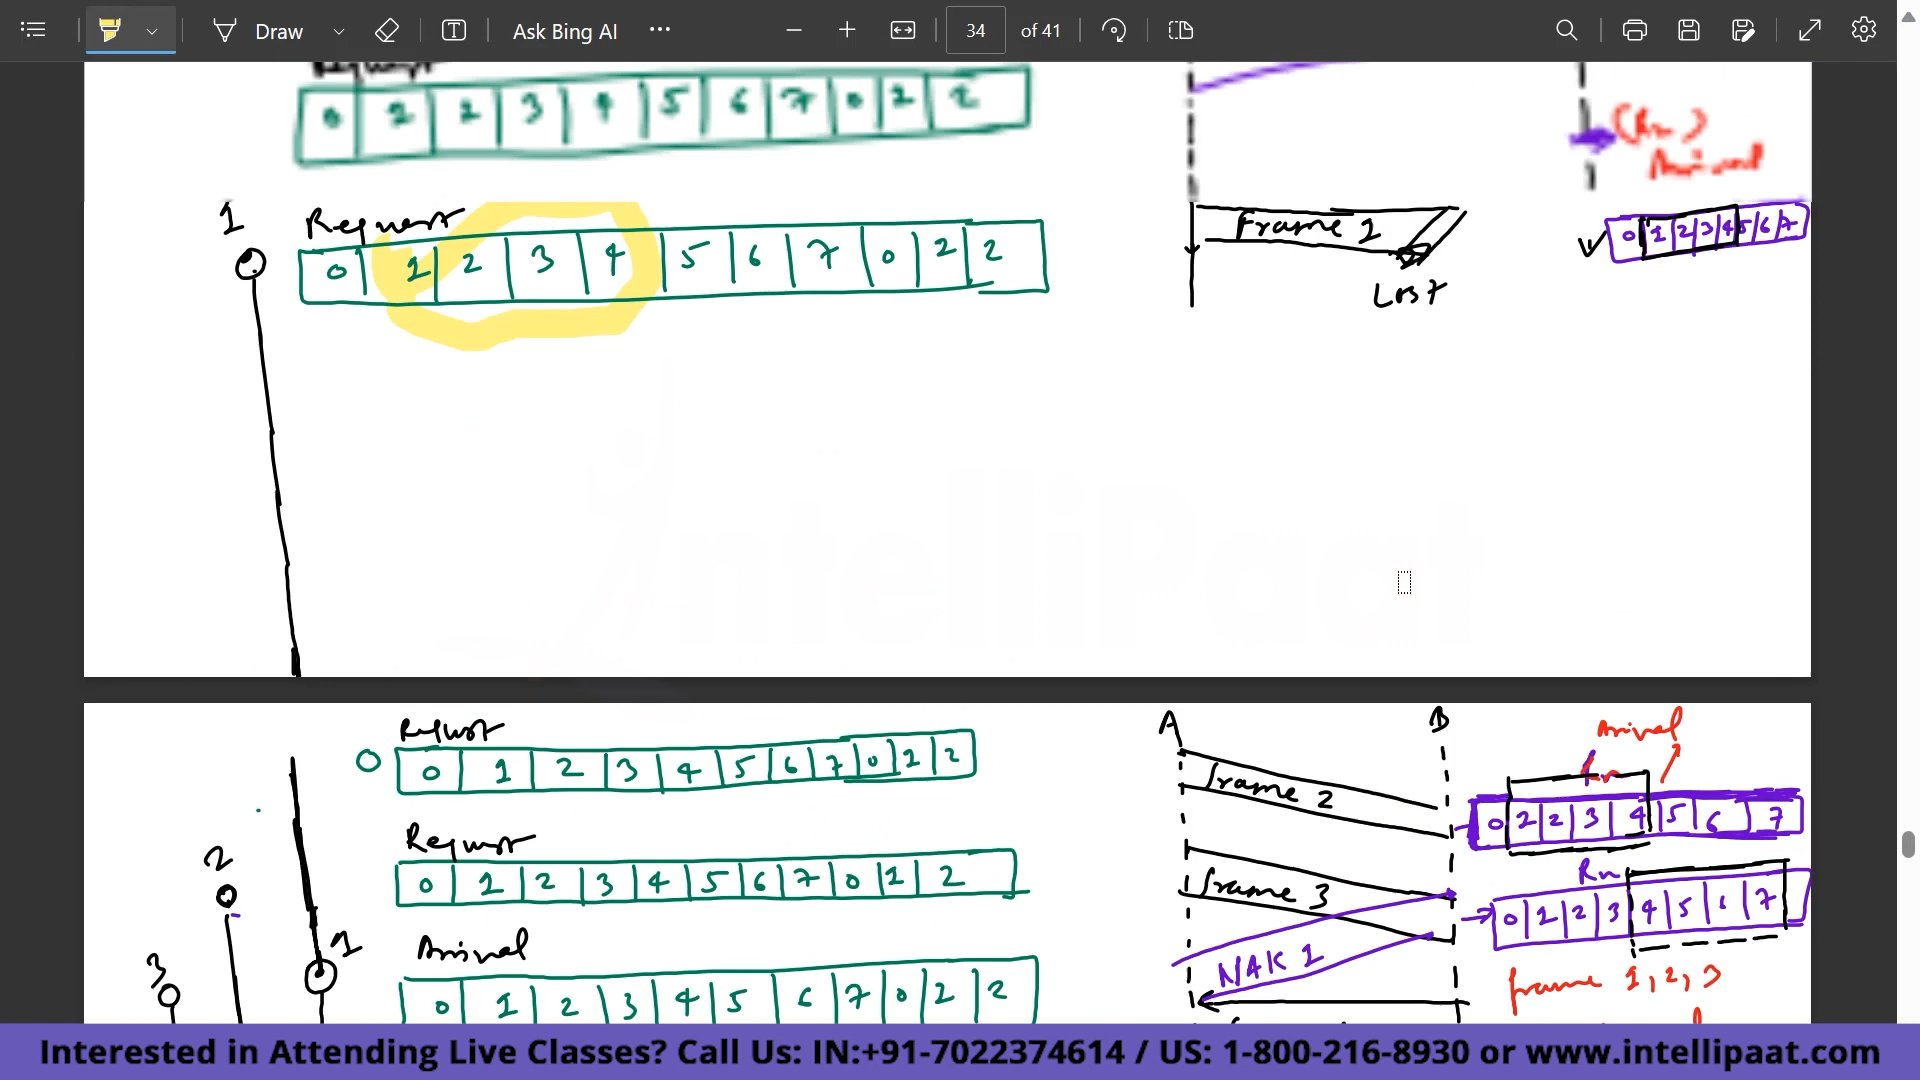 Draw
Ask Bing AI
34 of 41
Request
0 1 2 3 4 5 6 7 0 1 2
(Rn)
Arrival
1
Request
0 1 2 3 4 5 6 7 0 1 2
Frame 1
Lost
0 1 2 3 4 5 6 7
Request
0
0 1 2 3 4 5 6 7 0 1 2
A
B
Arrival
Rn
frame 2
0 1 2 3 4 5 6 7
Request
0 1 2 3 4 5 6 7 0 1 2
2
frame 3
Rn
0 1 2 3 4 5 6 7
Arrival
1
3
0 1 2 3 4 5 6 7 0 1 2
NAK 1
frame 1, 2, 3
Interested in Attending Live Classes? Call Us: IN:+91-7022374614 / US: 1-800-216-8930 or www.intellipaat.com